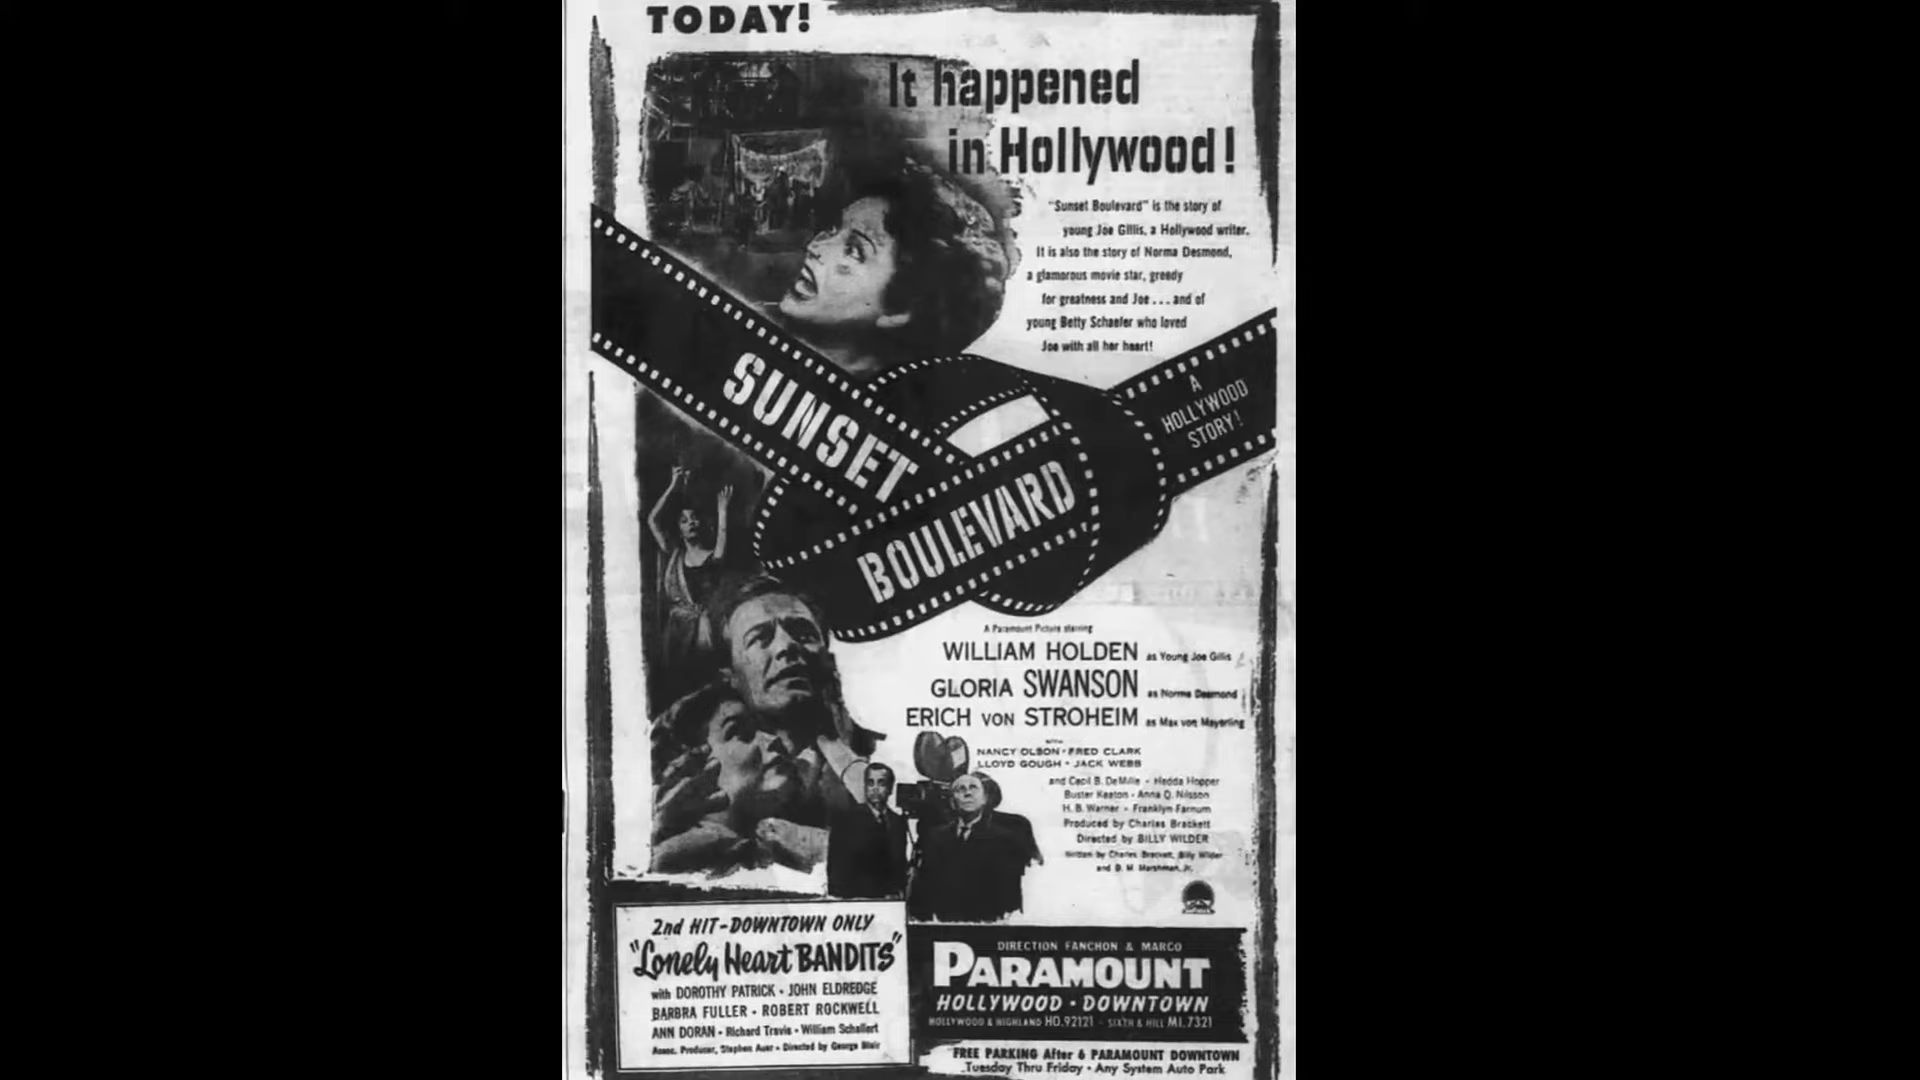 TODAY!
It happened
in Hollywood!
"Sunset Boulevard" is the story of
young Joe Gillis, a Hollywood writer.
It is also the story of Norma Desmond,
a glamorous movie star, greedy
for greatness and Joe...and of
young Betty Schaefer who loved
Joe with all her heart!
SUNSET
BOULEVARD
A
HOLLYWOOD
STORY!
A Paramount Picture starring
WILLIAM HOLDEN as Young Joe Gillis
GLORIA SWANSON as Norma Desmond
ERICH VON STROHEIM as Max von Mayerling
with
NANCY OLSON · FRED CLARK
LLOYD GOUGH · JACK WEBB
and Cecil B. DeMille · Hedda Hopper
Buster Keaton · Anna Q. Nilsson
H. B. Warner · Franklyn Farnum
Produced by Charles Brackett
Directed by BILLY WILDER
Written by Charles Brackett, Billy Wilder
and D. M. Marshman, Jr.
2nd HIT-DOWNTOWN ONLY
"Lonely Heart BANDITS"
with DOROTHY PATRICK · JOHN ELDREDGE
BARBRA FULLER · ROBERT ROCKWELL
ANN DORAN · Richard Travis · William Schallert
Assoc. Producer, Stephen Auer · Directed by George Blair
DIRECTION FANCHON & MARCO
PARAMOUNT
HOLLYWOOD · DOWNTOWN
HOLLYWOOD & HIGHLAND HO.92121 - SIXTH & HILL MI.7321
FREE PARKING After 6 PARAMOUNT DOWNTOWN
Tuesday Thru Friday · Any System Auto Park